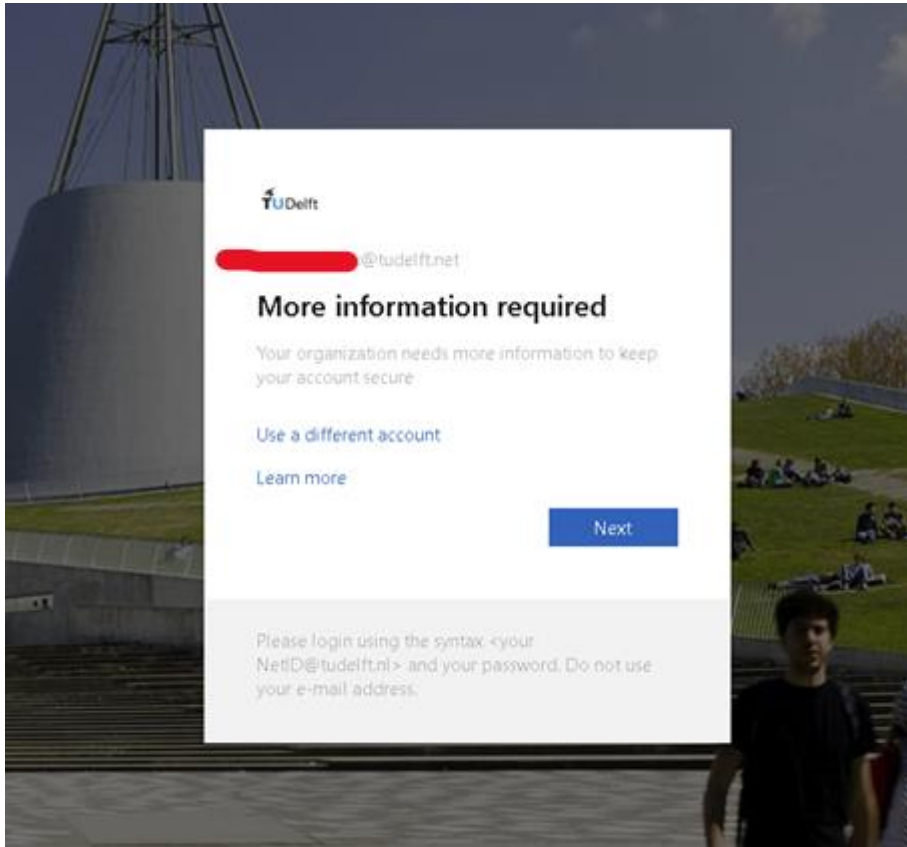 TUDelft
@tudelft.net
More information required
Your organization needs more information to keep
your account secure
Use a different account
Learn more
Next
Please login using the syntax <your
NetID@tudelft.nl> and your password. Do not use
your e-mail address.